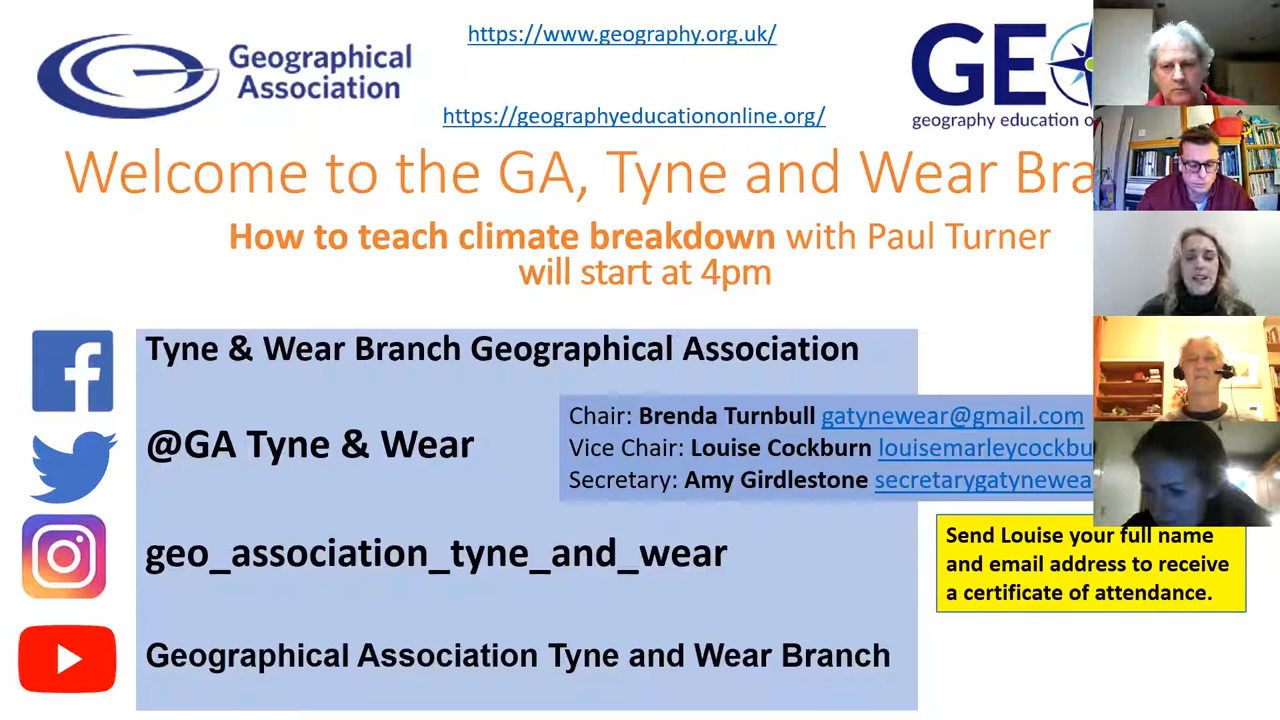 Geographical
Association
https://www.geography.org.uk/
https://geographyeducationonline.org/
GEO
geography education
Welcome to the GA, Tyne and Wear
How to teach climate breakdown with Paul Turner
will start at 4pm
Tyne & Wear Branch Geographical Association
@GA Tyne & Wear
Chair: Brenda Turnbull gatynewear@gmail.com
Vice Chair: Louise Cockburn louisemarleycockbu
Secretary: Amy Girdlestone secretarygatynewea
geo_association_tyne_and_wear
Send Louise your full name
and email address to receive
a certificate of attendance.
Geographical Association Tyne and Wear Branch